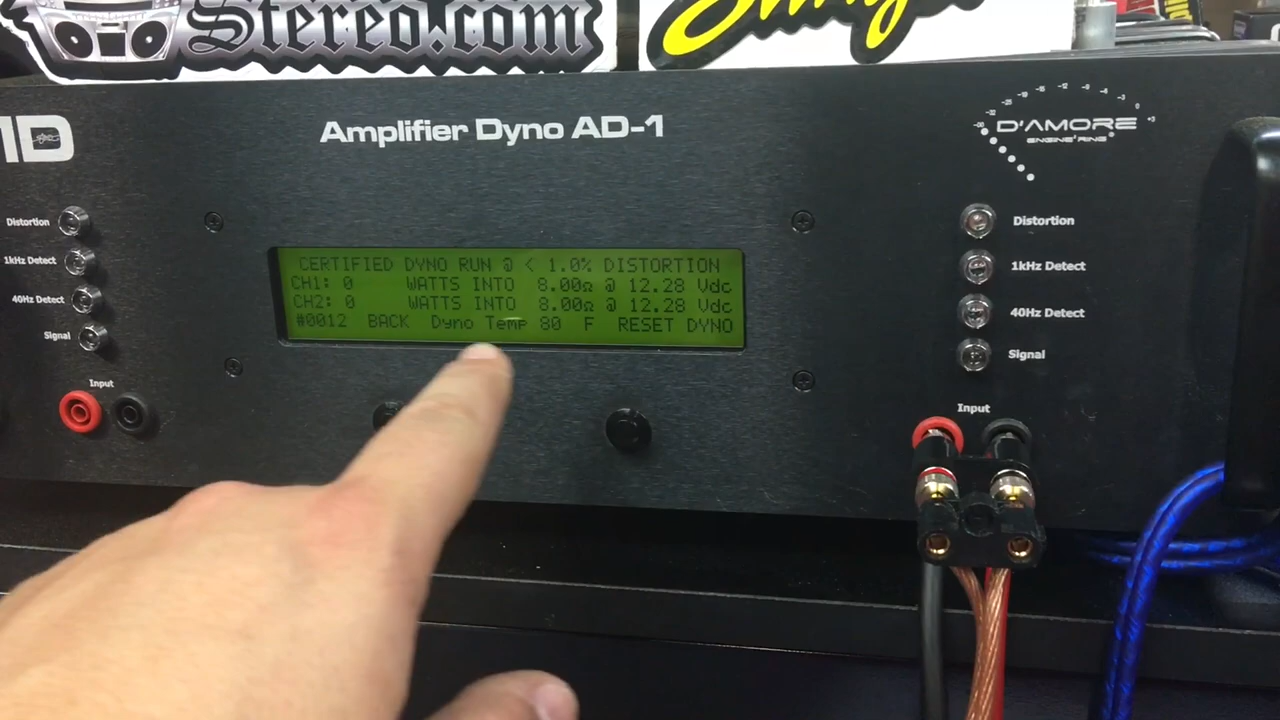 Stereo.com
Stinger
Amplifier Dyno AD-1
D'AMORE
ENGINEERING
Distortion
1kHz Detect
40Hz Detect
Signal
Input
CERTIFIED DYNO RUN @ < 1.0% DISTORTION
CH1: 0 WATTS INTO 8.00Ω @ 12.28 Vdc
CH2: 0 WATTS INTO 8.00Ω @ 12.28 Vdc
#0012 BACK Dyno Temp 80 F RESET DYNO
Distortion
1kHz Detect
40Hz Detect
Signal
Input